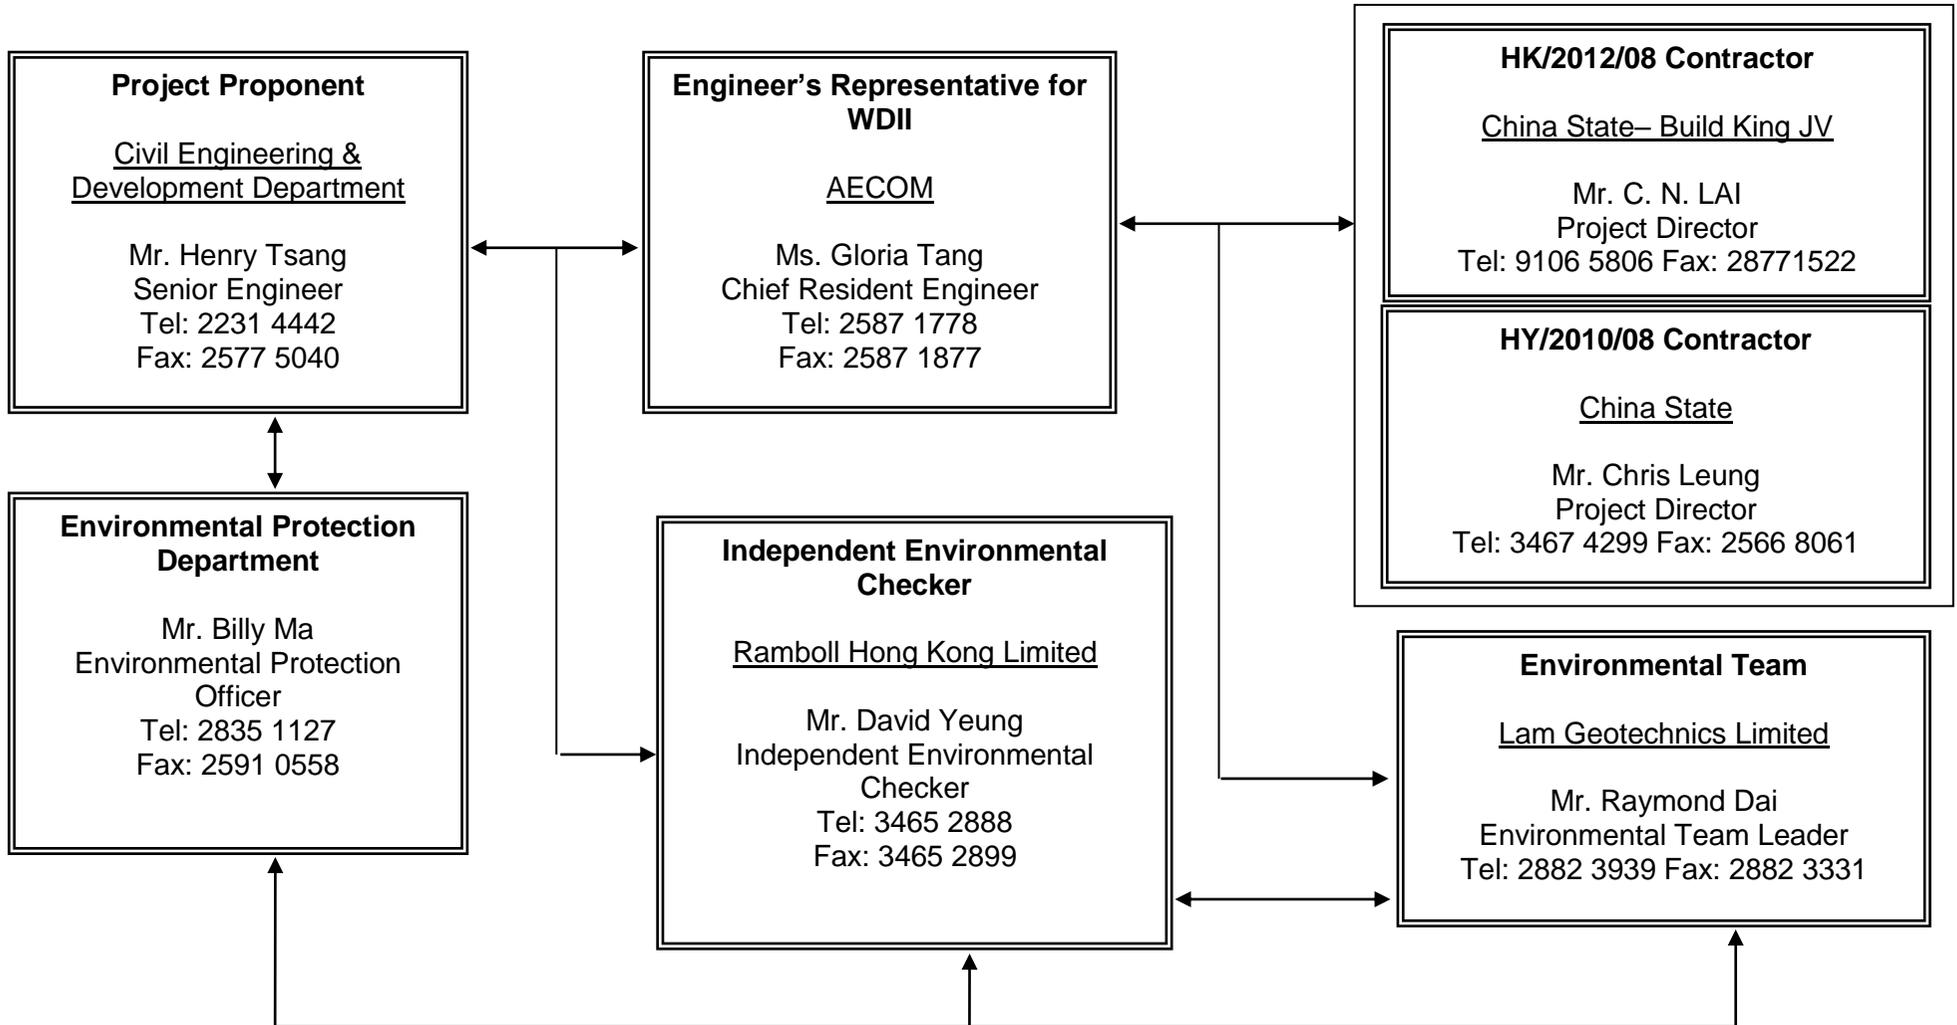 Project Proponent
Civil Engineering &
Development Department
Mr. Henry Tsang
Senior Engineer
Tel: 2231 4442
Fax: 2577 5040
Engineer’s Representative for
WDII
AECOM
Ms. Gloria Tang
Chief Resident Engineer
Tel: 2587 1778
Fax: 2587 1877
HK/2012/08 Contractor
China State– Build King JV
Mr. C. N. LAI
Project Director
Tel: 9106 5806 Fax: 28771522
HY/2010/08 Contractor
China State
Mr. Chris Leung
Project Director
Tel: 3467 4299 Fax: 2566 8061
Environmental Protection
Department
Mr. Billy Ma
Environmental Protection
Officer
Tel: 2835 1127
Fax: 2591 0558
Independent Environmental
Checker
Ramboll Hong Kong Limited
Mr. David Yeung
Independent Environmental
Checker
Tel: 3465 2888
Fax: 3465 2899
Environmental Team
Lam Geotechnics Limited
Mr. Raymond Dai
Environmental Team Leader
Tel: 2882 3939 Fax: 2882 3331